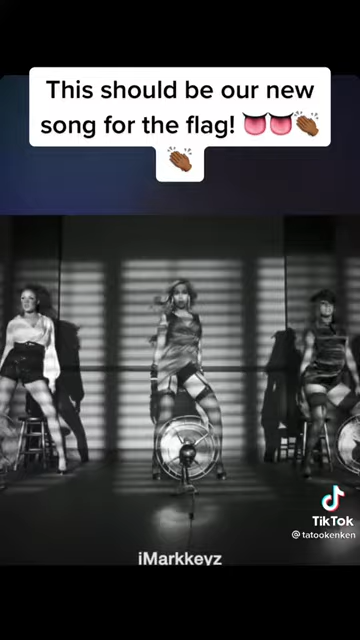 This should be our new
song for the flag! 👅👅👏🏾
👏🏾
TikTok
@tatookenken
iMarkkeyz